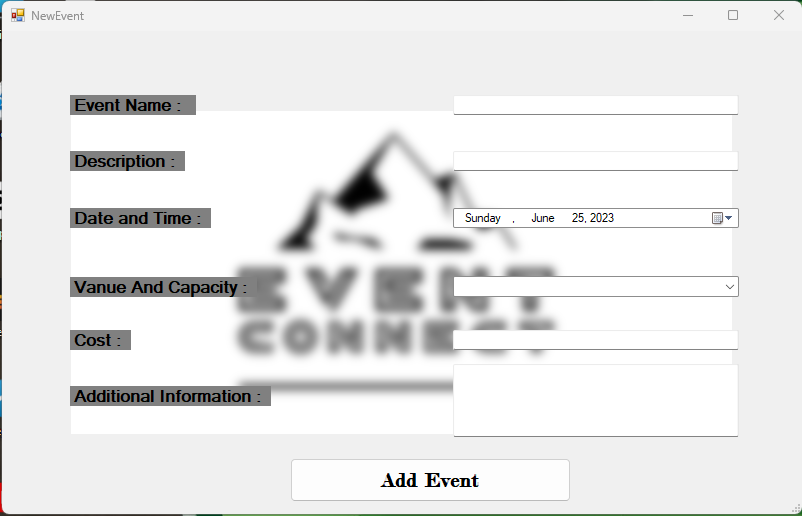 NewEvent
Event Name :
Description :
Date and Time : Sunday , June 25, 2023
EVENT
Vanue And Capacity :
CONNECT
Cost :
Additional Information :
Add Event